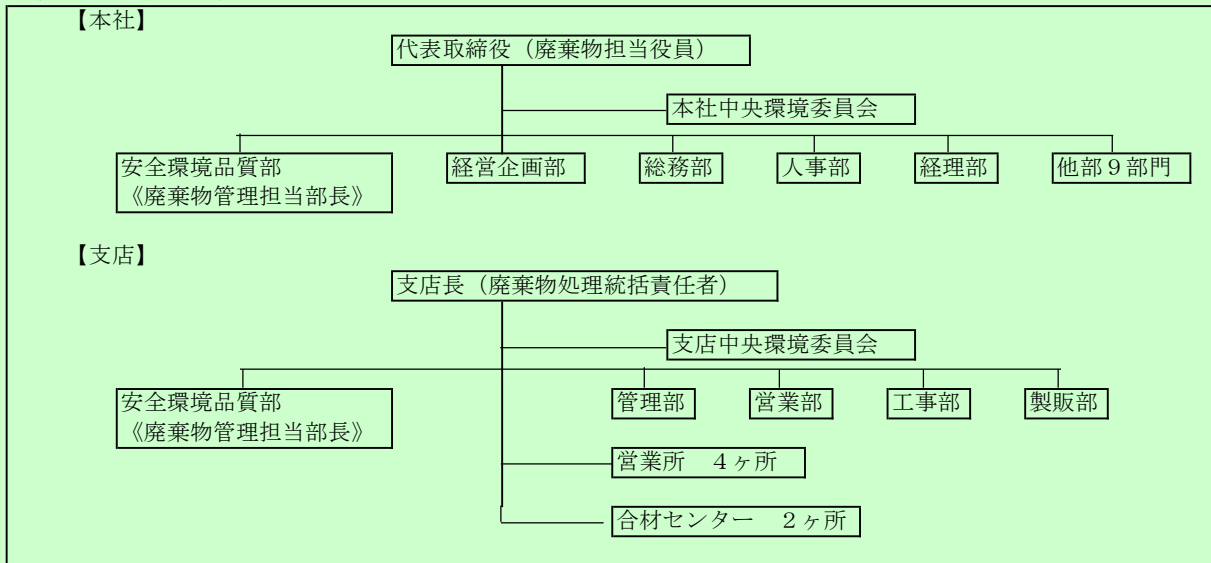 【本社】
代表取締役（廃棄物担当役員）
本社中央環境委員会
安全環境品質部
《廃棄物管理担当部長》
経営企画部
総務部
人事部
経理部
他部９部門
【支店】
支店長（廃棄物処理統括責任者）
支店中央環境委員会
安全環境品質部
《廃棄物管理担当部長》
管理部
営業部
工事部
製販部
営業所　４ヶ所
合材センター　２ヶ所